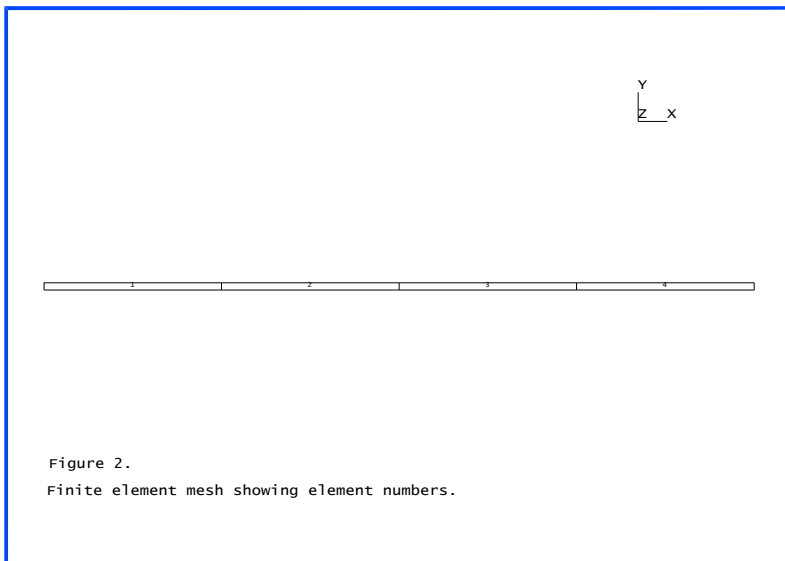 Y
Z X
1 2 3 4
Figure 2.
Finite element mesh showing element numbers.